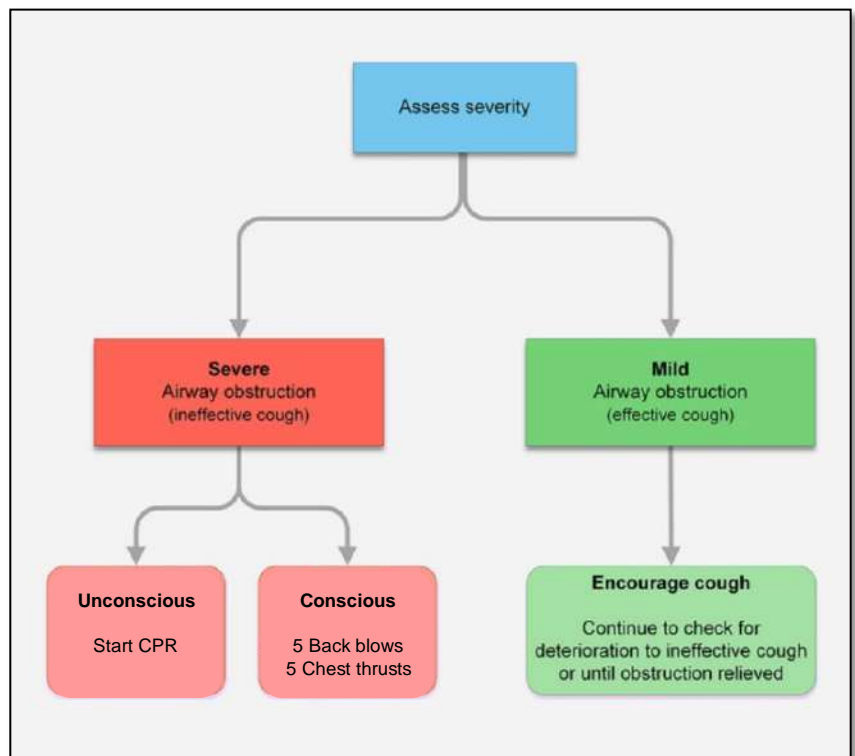 Assess severity
Severe
Airway obstruction
(ineffective cough)
Mild
Airway obstruction
(effective cough)
Unconscious
Start CPR
Conscious
5 Back blows
5 Chest thrusts
Encourage cough
Continue to check for
deterioration to ineffective cough
or until obstruction relieved